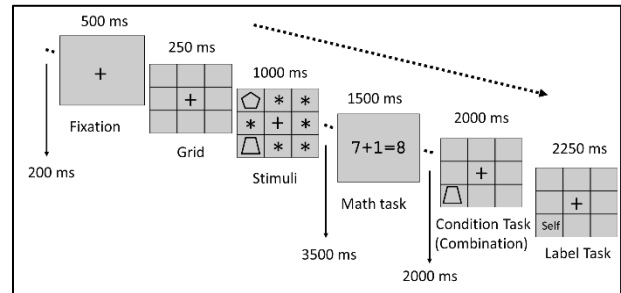 500 ms
+
Fixation
200 ms
250 ms
+
Grid
1000 ms
* *
* + *
* *
Stimuli
3500 ms
1500 ms
7+1=8
Math task
2000 ms
2000 ms
+
Condition Task
(Combination)
2250 ms
+
Self
Label Task